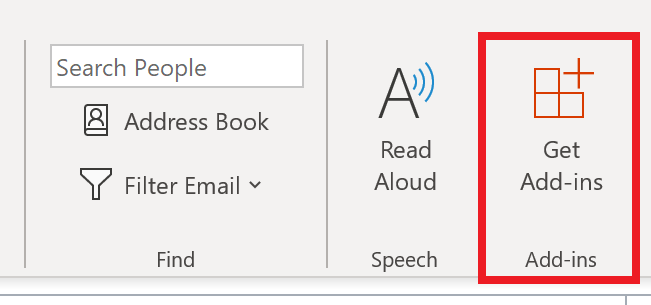 Search People
Address Book
Filter Email
Find
Read
Aloud
Speech
Get
Add-ins
Add-ins